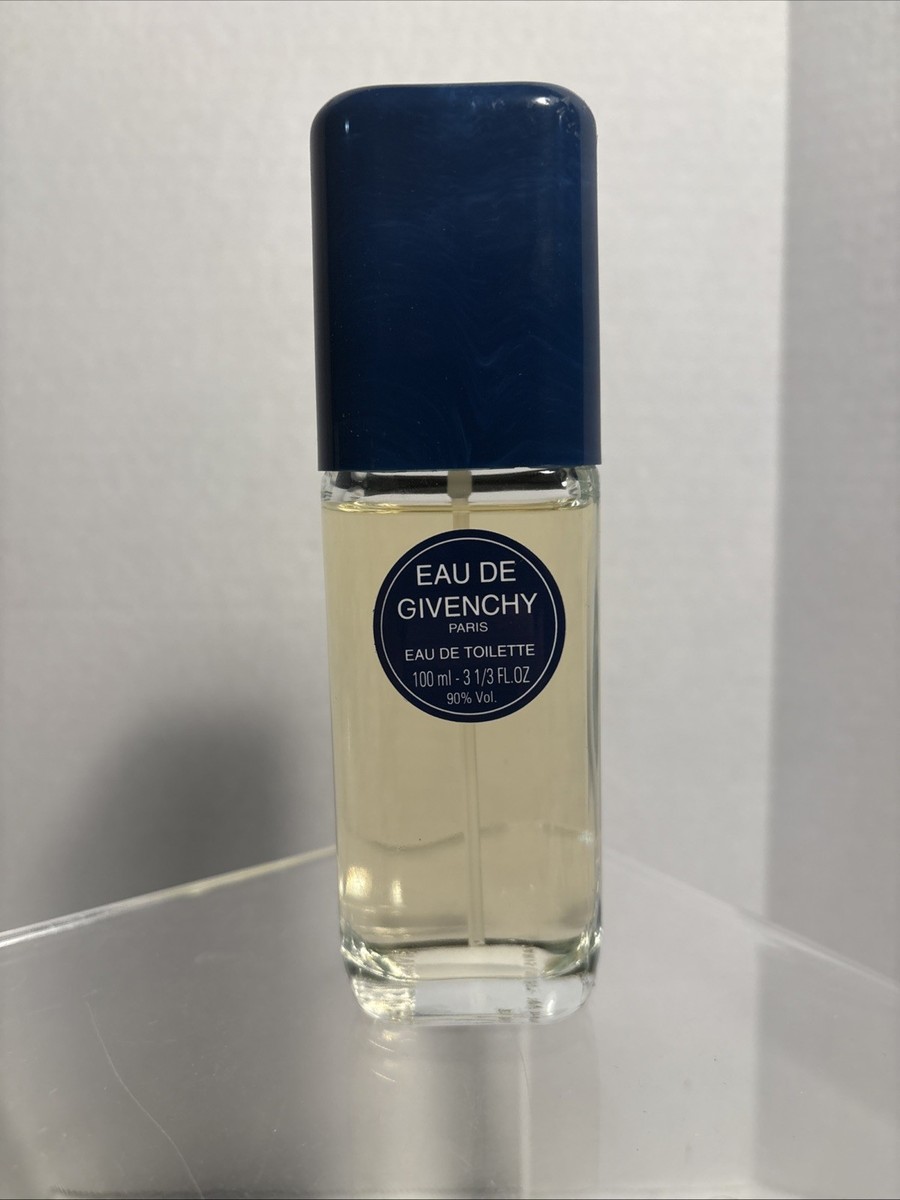 EAU DE
GIVENCHY
PARIS
EAU DE TOILETTE
100 ml - 3 1/3 FL.OZ
90% Vol.